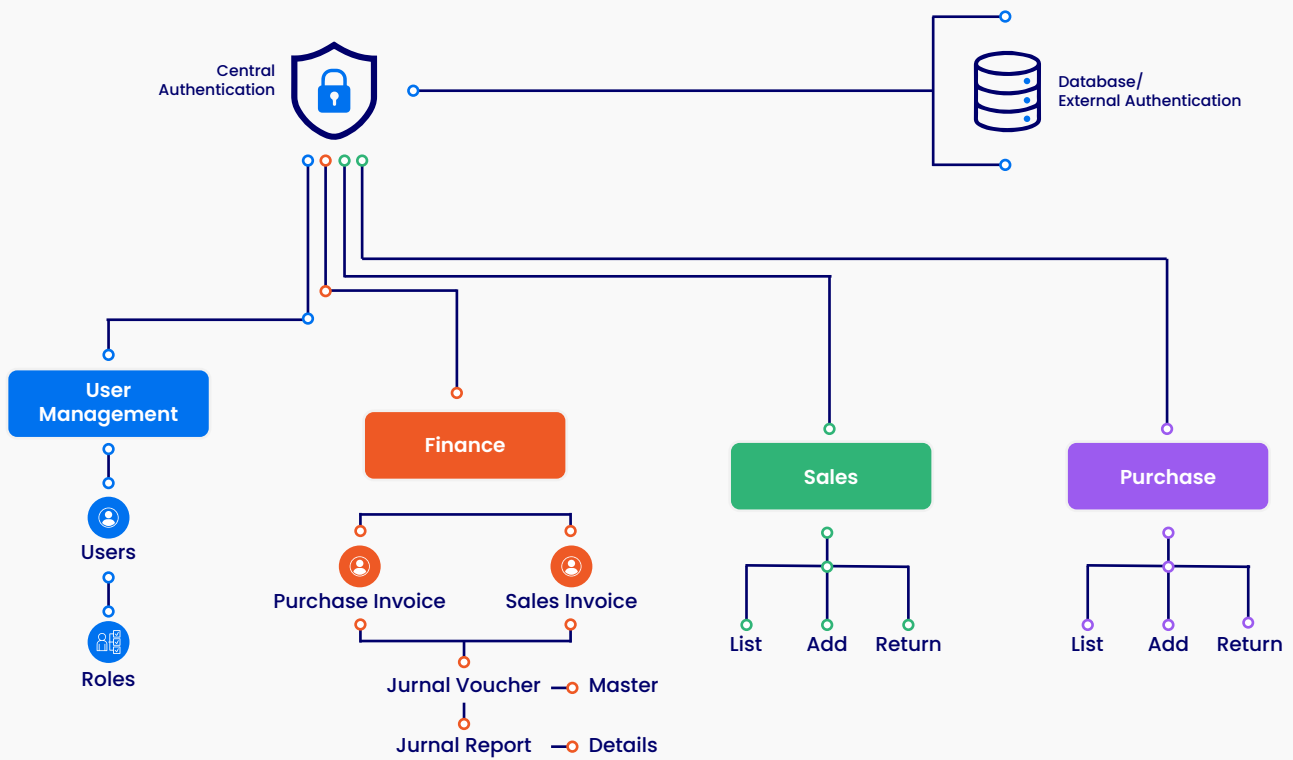 Central
Authentication
Database/
External Authentication
User
Management
Finance
Sales
Purchase
Users
Purchase Invoice
Sales Invoice
List
Add
Return
List
Add
Return
Roles
Jurnal Voucher
Master
Jurnal Report
Details